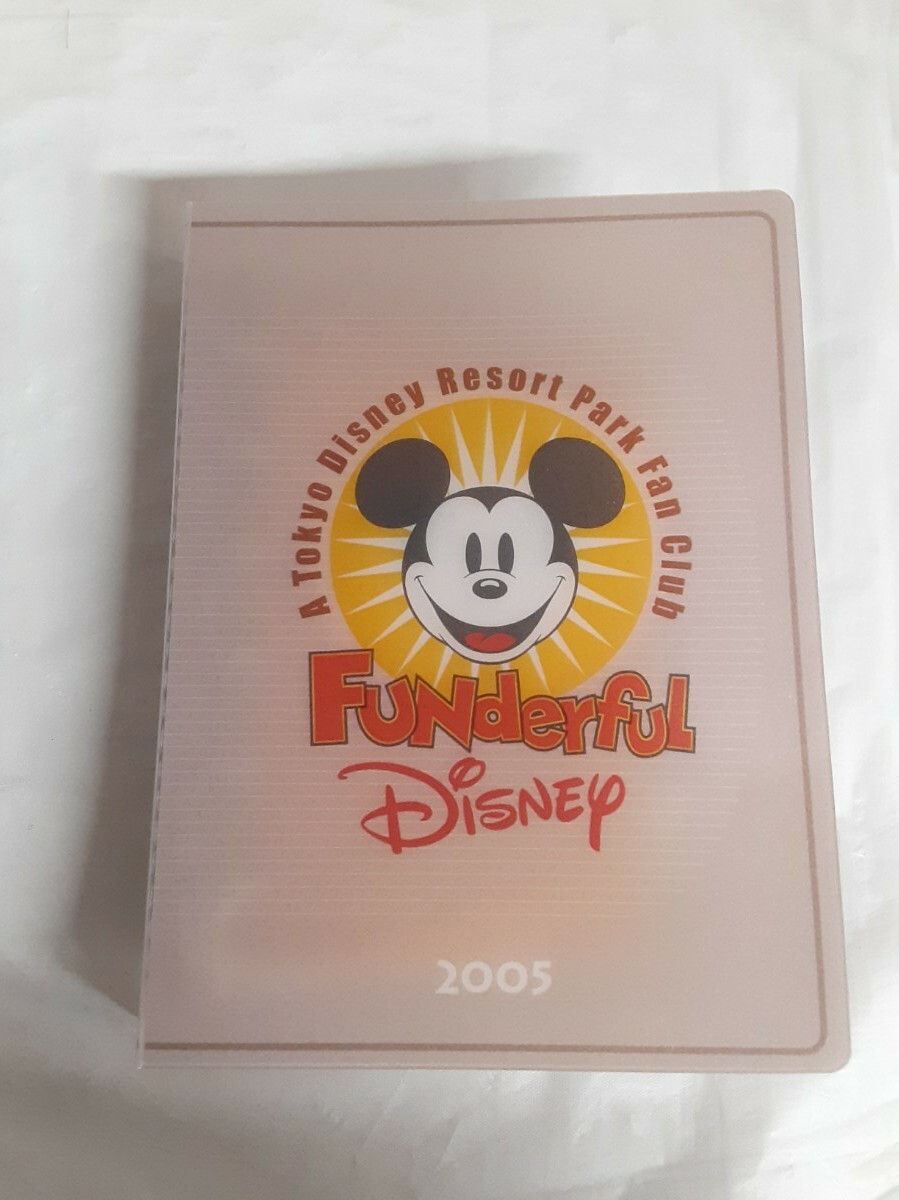 A Tokyo Disney Resort Park Fan Club
FUNderful
Disney
2005